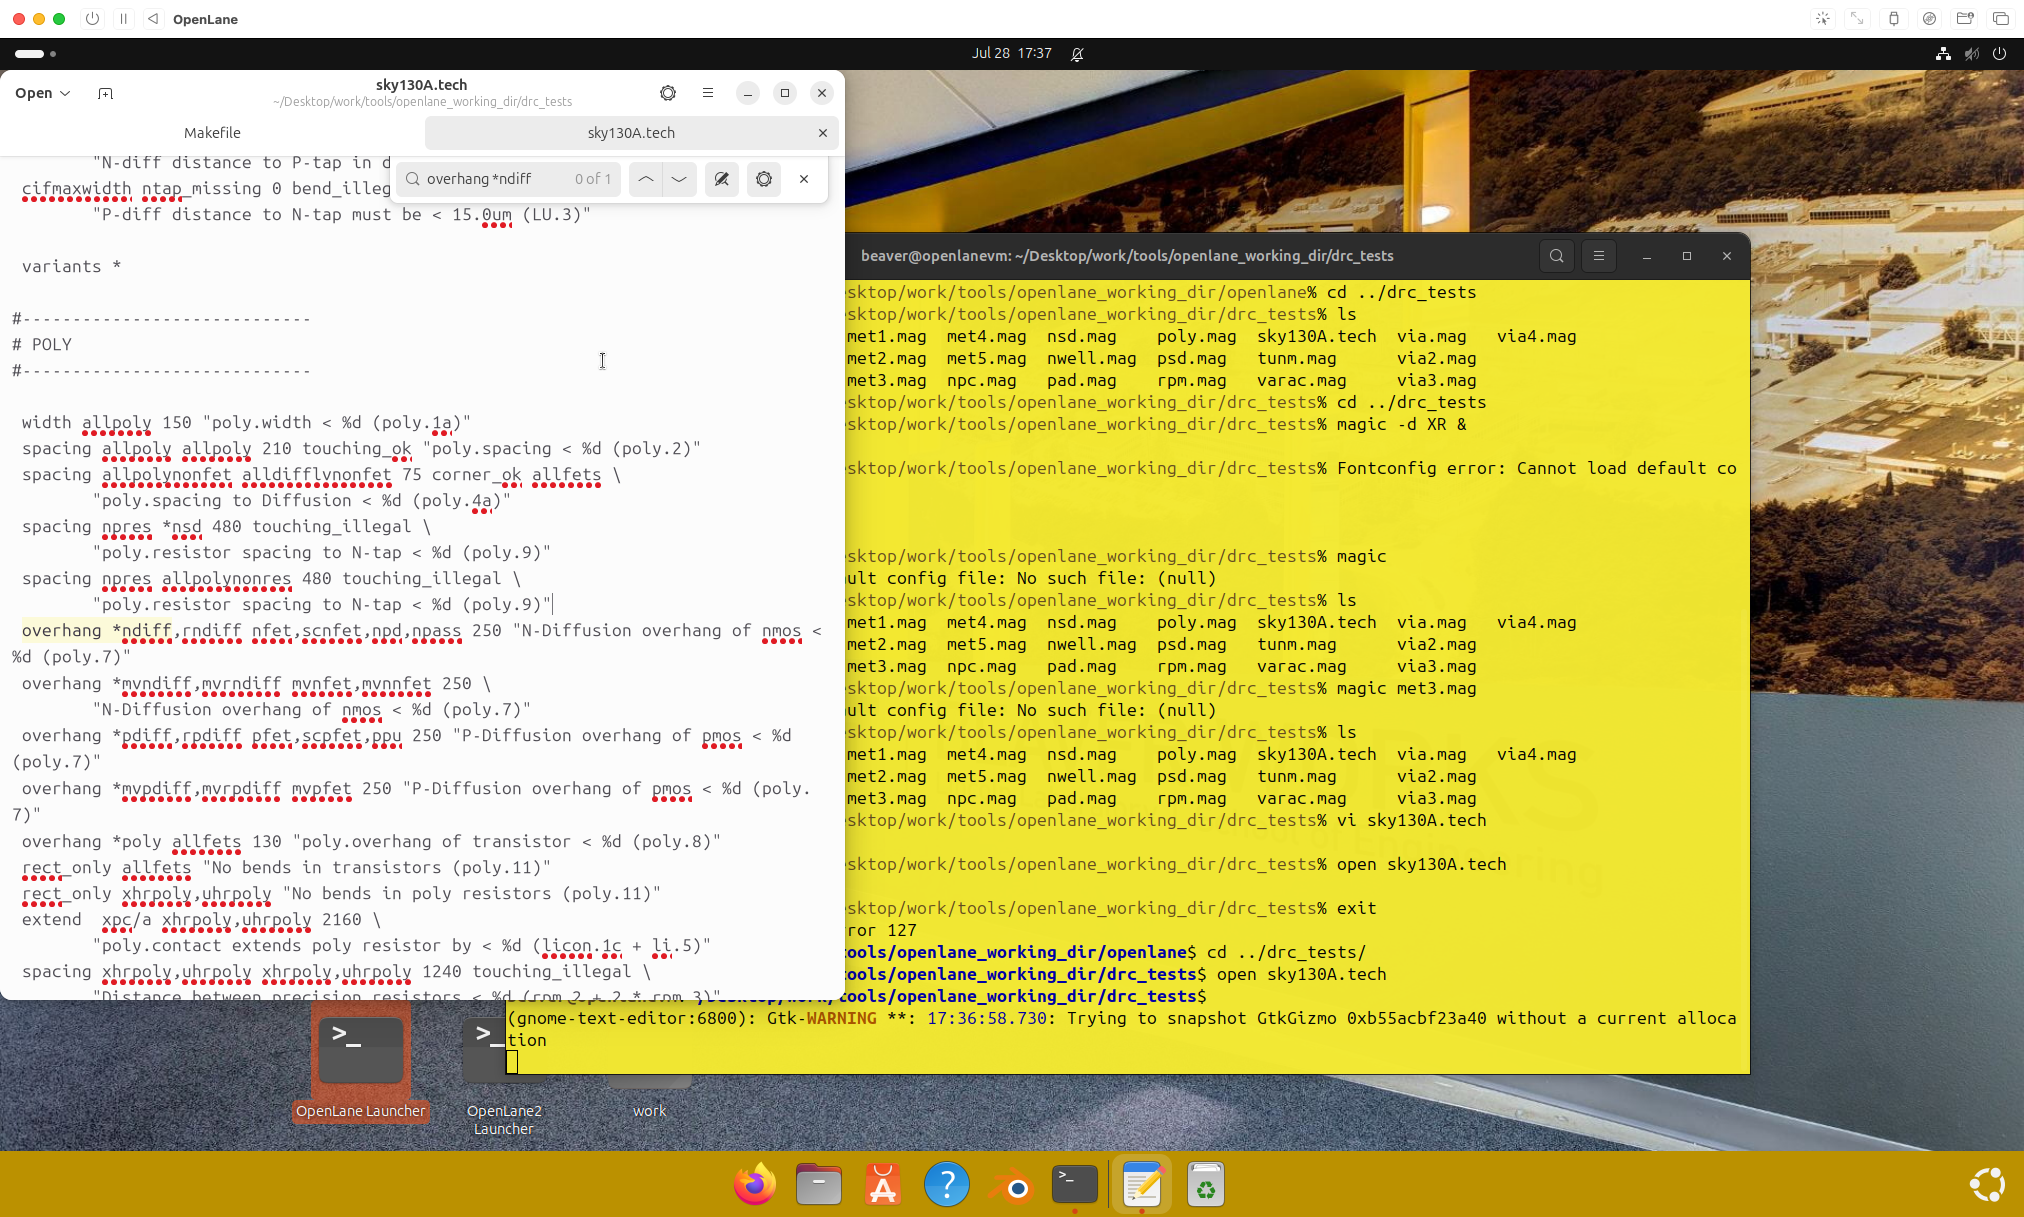 OpenLane
Jul 28 17:37
Open
sky130A.tech
~/Desktop/work/tools/openlane_working_dir/drc_tests
Makefile
sky130A.tech
overhang *ndiff
0 of 1
"N-diff distance to P-tap in d
cifmaxwidth ntap_missing 0 bend_illeg
"P-diff distance to N-tap must be < 15.0um (LU.3)"
variants *
#-----------------------------
# POLY
#-----------------------------
width allpoly 150 "poly.width < %d (poly.1a)"
spacing allpoly allpoly 210 touching_ok "poly.spacing < %d (poly.2)"
spacing allpolynonfet alldifflvnonfet 75 corner_ok allfets \
"poly.spacing to Diffusion < %d (poly.4a)"
spacing npres *nsd 480 touching_illegal \
"poly.resistor spacing to N-tap < %d (poly.9)"
spacing npres allpolynonres 480 touching_illegal \
"poly.resistor spacing to N-tap < %d (poly.9)"
overhang *ndiff,rndiff nfet,scnfet,npd,npass 250 "N-Diffusion overhang of nmos <
%d (poly.7)"
overhang *mvndiff,mvrndiff mvnfet,mvnnfet 250 \
"N-Diffusion overhang of nmos < %d (poly.7)"
overhang *pdiff,rpdiff pfet,scpfet,ppu 250 "P-Diffusion overhang of pmos < %d
(poly.7)"
overhang *mvpdiff,mvrpdiff mvpfet 250 "P-Diffusion overhang of pmos < %d (poly.
7)"
overhang *poly allfets 130 "poly.overhang of transistor < %d (poly.8)"
rect_only allfets "No bends in transistors (poly.11)"
rect_only xhrpoly,uhrpoly "No bends in poly resistors (poly.11)"
extend  xpc/a xhrpoly,uhrpoly 2160 \
"poly.contact extends poly resistor by < %d (licon.1c + li.5)"
spacing xhrpoly,uhrpoly xhrpoly,uhrpoly 1240 touching_illegal \
"Distance between precision resistors < %d (rpm.2 + 2 * rpm.3)"
beaver@openlanevm: ~/Desktop/work/tools/openlane_working_dir/drc_tests
sktop/work/tools/openlane_working_dir/openlane% cd ../drc_tests
sktop/work/tools/openlane_working_dir/drc_tests% ls
met1.mag  met4.mag  nsd.mag    poly.mag  sky130A.tech  via.mag   via4.mag
met2.mag  met5.mag  nwell.mag  psd.mag   tunm.mag      via2.mag
met3.mag  npc.mag   pad.mag    rpm.mag   varac.mag     via3.mag
sktop/work/tools/openlane_working_dir/drc_tests% cd ../drc_tests
sktop/work/tools/openlane_working_dir/drc_tests% magic -d XR &
sktop/work/tools/openlane_working_dir/drc_tests% Fontconfig error: Cannot load default co
sktop/work/tools/openlane_working_dir/drc_tests% magic
ult config file: No such file: (null)
sktop/work/tools/openlane_working_dir/drc_tests% ls
met1.mag  met4.mag  nsd.mag    poly.mag  sky130A.tech  via.mag   via4.mag
met2.mag  met5.mag  nwell.mag  psd.mag   tunm.mag      via2.mag
met3.mag  npc.mag   pad.mag    rpm.mag   varac.mag     via3.mag
sktop/work/tools/openlane_working_dir/drc_tests% magic met3.mag
ult config file: No such file: (null)
sktop/work/tools/openlane_working_dir/drc_tests% ls
met1.mag  met4.mag  nsd.mag    poly.mag  sky130A.tech  via.mag   via4.mag
met2.mag  met5.mag  nwell.mag  psd.mag   tunm.mag      via2.mag
met3.mag  npc.mag   pad.mag    rpm.mag   varac.mag     via3.mag
sktop/work/tools/openlane_working_dir/drc_tests% vi sky130A.tech
sktop/work/tools/openlane_working_dir/drc_tests% open sky130A.tech
sktop/work/tools/openlane_working_dir/drc_tests% exit
ror 127
ools/openlane_working_dir/openlane$ cd ../drc_tests/
ools/openlane_working_dir/drc_tests$ open sky130A.tech
/tools/openlane_working_dir/drc_tests$
(gnome-text-editor:6800): Gtk-WARNING **: 17:36:58.730: Trying to snapshot GtkGizmo 0xb55acbf23a40 without a current alloca
tion
OpenLane Launcher
OpenLane2
Launcher
work